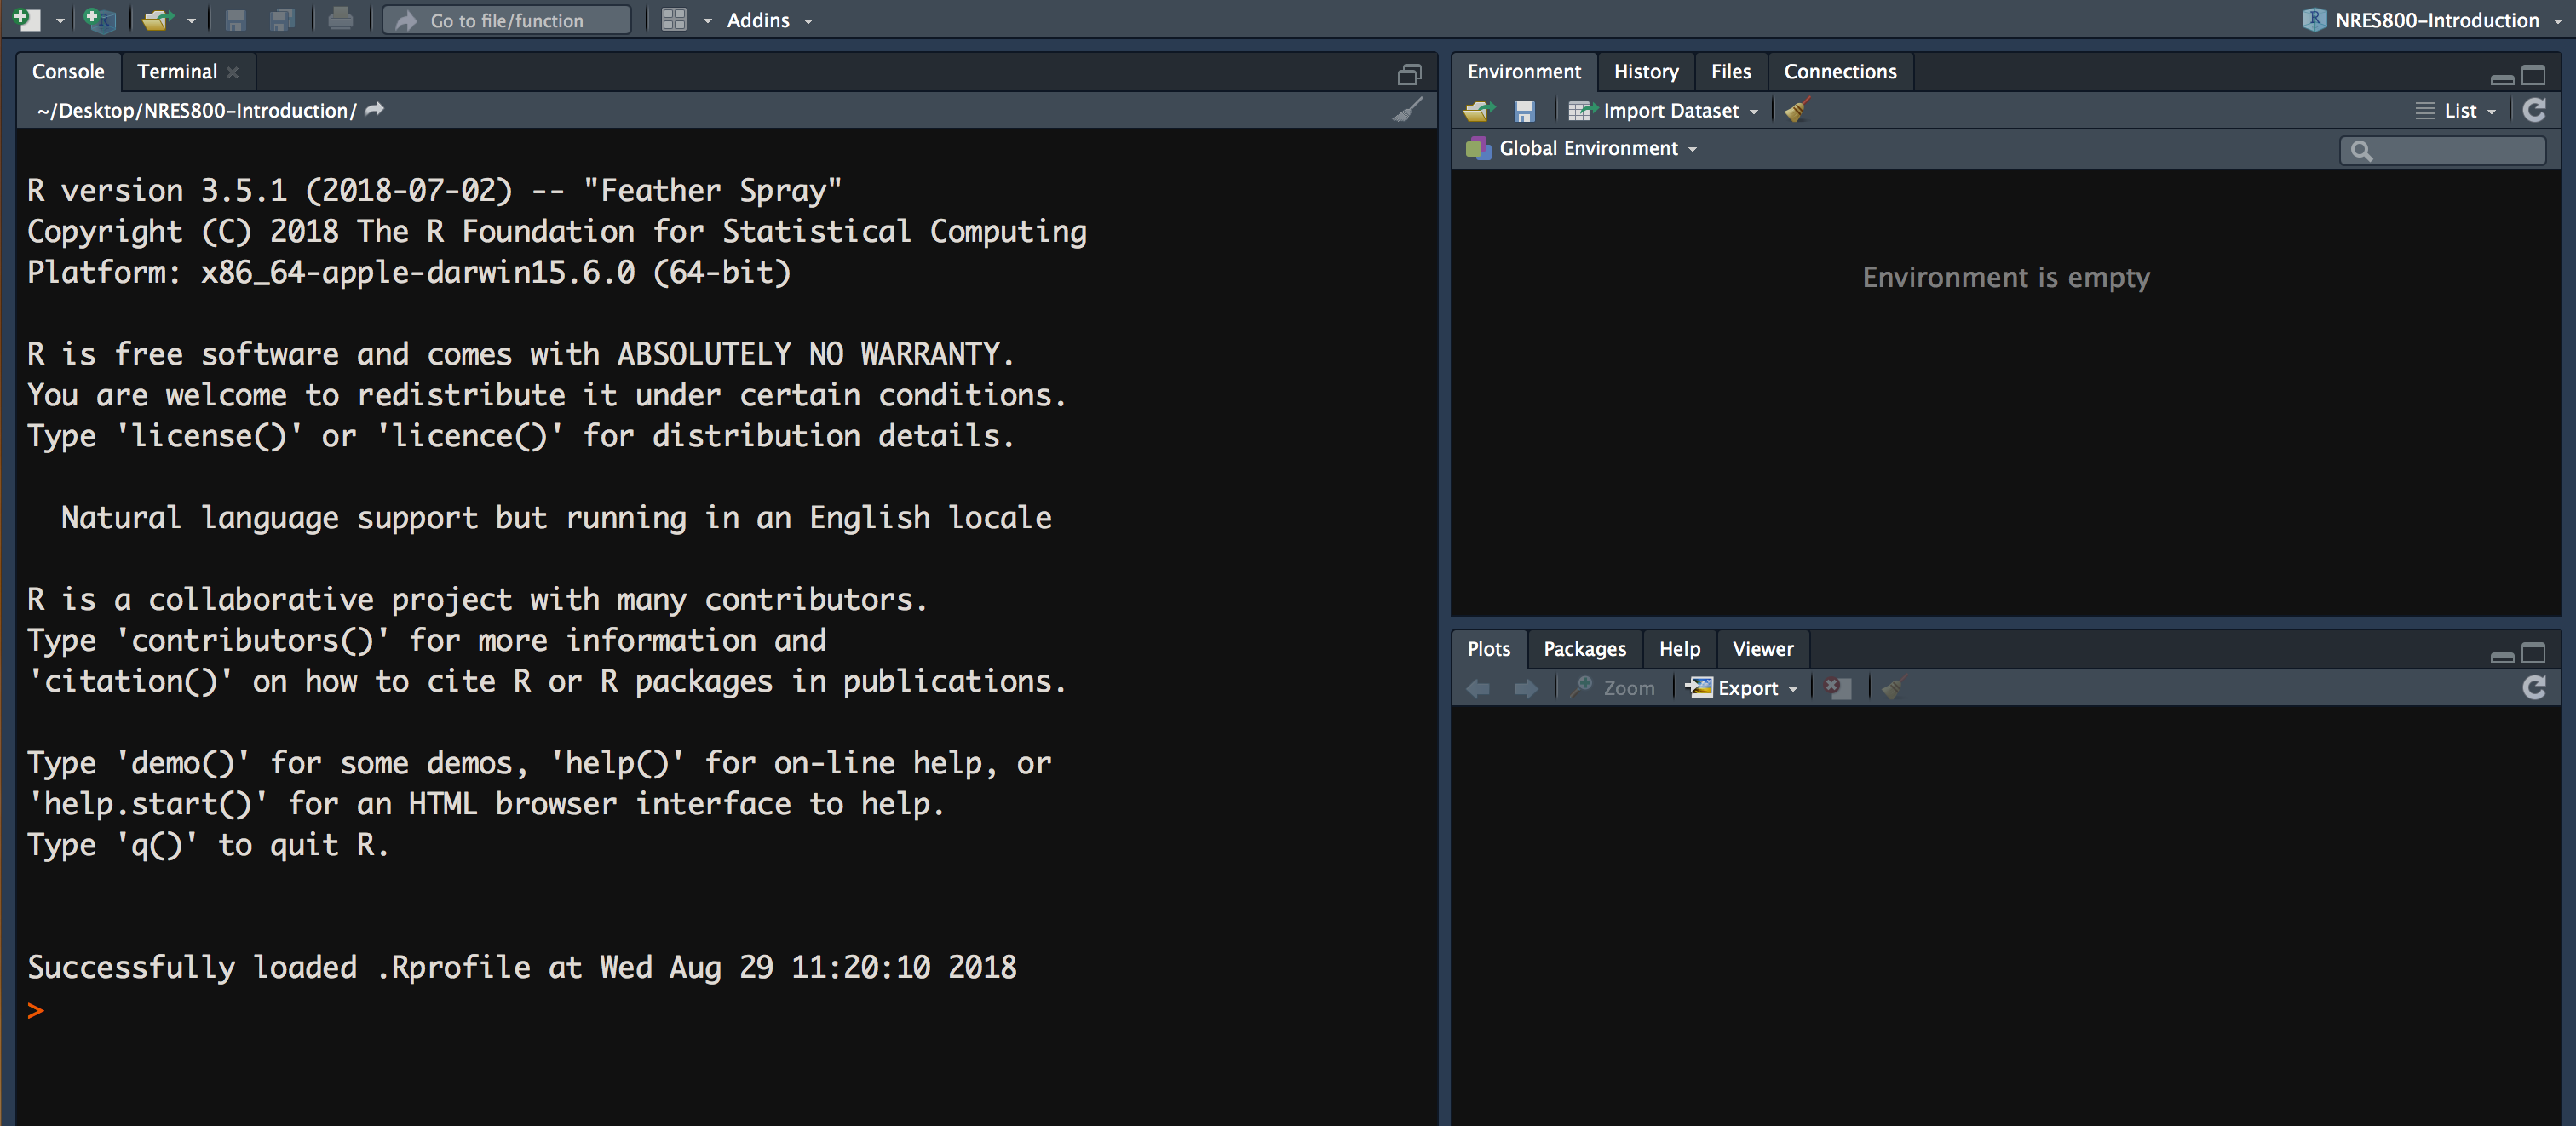 Go to file/function
Addins
NRES800-Introduction
Console Terminal
~/Desktop/NRES800-Introduction/
R version 3.5.1 (2018-07-02) -- "Feather Spray"
Copyright (C) 2018 The R Foundation for Statistical Computing
Platform: x86_64-apple-darwin15.6.0 (64-bit)
R is free software and comes with ABSOLUTELY NO WARRANTY.
You are welcome to redistribute it under certain conditions.
Type 'license()' or 'licence()' for distribution details.
Natural language support but running in an English locale
R is a collaborative project with many contributors.
Type 'contributors()' for more information and
'citation()' on how to cite R or R packages in publications.
Type 'demo()' for some demos, 'help()' for on-line help, or
'help.start()' for an HTML browser interface to help.
Type 'q()' to quit R.
Successfully loaded .Rprofile at Wed Aug 29 11:20:10 2018
>
Environment History Files Connections
Import Dataset List
Global Environment
Environment is empty
Plots Packages Help Viewer
Zoom Export